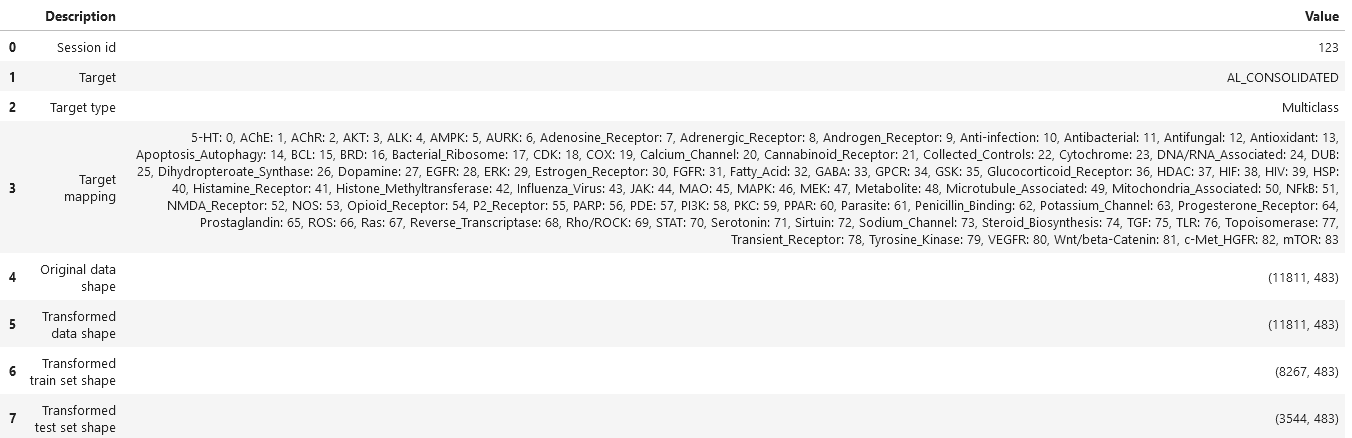 Description Value
0 Session id 123
1 Target AL_CONSOLIDATED
2 Target type Multiclass
5-HT: 0, AChE: 1, AChR: 2, AKT: 3, ALK: 4, AMPK: 5, AURK: 6, Adenosine_Receptor: 7, Adrenergic_Receptor: 8, Androgen_Receptor: 9, Anti-infection: 10, Antibacterial: 11, Antifungal: 12, Antioxidant: 13,
Apoptosis_Autophagy: 14, BCL: 15, BRD: 16, Bacterial_Ribosome: 17, CDK: 18, COX: 19, Calcium_Channel: 20, Cannabinoid_Receptor: 21, Collected_Controls: 22, Cytochrome: 23, DNA/RNA_Associated: 24, DUB:
25, Dihydropteroate_Synthase: 26, Dopamine: 27, EGFR: 28, ERK: 29, Estrogen_Receptor: 30, FGFR: 31, Fatty_Acid: 32, GABA: 33, GPCR: 34, GSK: 35, Glucocorticoid_Receptor: 36, HDAC: 37, HIF: 38, HIV: 39, HSP:
3 Target mapping 40, Histamine_Receptor: 41, Histone_Methyltransferase: 42, Influenza_Virus: 43, JAK: 44, MAO: 45, MAPK: 46, MEK: 47, Metabolite: 48, Microtubule_Associated: 49, Mitochondria_Associated: 50, NFkB: 51,
NMDA_Receptor: 52, NOS: 53, Opioid_Receptor: 54, P2_Receptor: 55, PARP: 56, PDE: 57, PI3K: 58, PKC: 59, PPAR: 60, Parasite: 61, Penicillin_Binding: 62, Potassium_Channel: 63, Progesterone_Receptor: 64,
Prostaglandin: 65, ROS: 66, Ras: 67, Reverse_Transcriptase: 68, Rho/ROCK: 69, STAT: 70, Serotonin: 71, Sirtuin: 72, Sodium_Channel: 73, Steroid_Biosynthesis: 74, TGF: 75, TLR: 76, Topoisomerase: 77,
Transient_Receptor: 78, Tyrosine_Kinase: 79, VEGFR: 80, Wnt/beta-Catenin: 81, c-Met_HGFR: 82, mTOR: 83
4 Original data shape (11811, 483)
5 Transformed data shape (11811, 483)
6 Transformed train set shape (8267, 483)
7 Transformed test set shape (3544, 483)